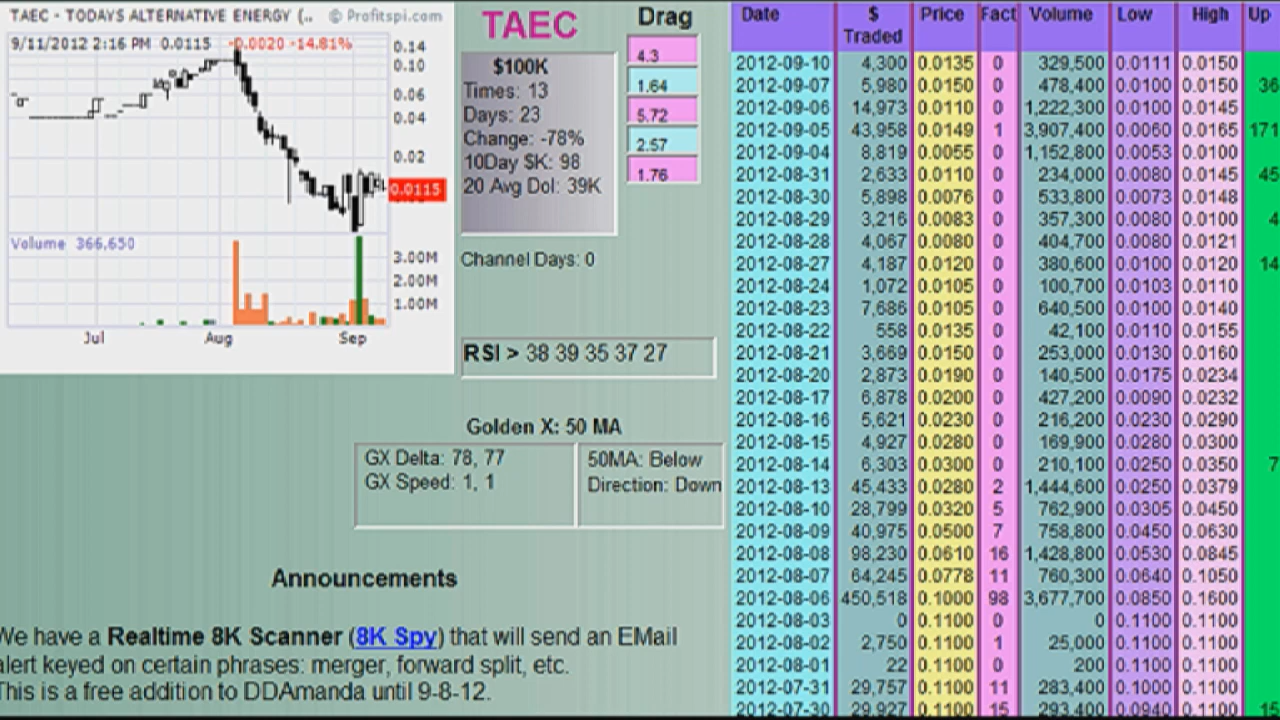 TAEC - TODAYS ALTERNATIVE ENERGY (.. © Profitspi.com
9/11/2012 2:16 PM 0.0115 -0.0020 -14.81%
0.14
0.10
0.06
0.04
0.02
0.0115
Volume 366,650
3.00M
2.00M
1.00M
Jul Aug Sep
TAEC
$100K
Times: 13
Days: 23
Change: -78%
10Day $K: 98
20 Avg Dol: 39K
Channel Days: 0
Drag
4.3
1.64
5.72
2.57
1.76
RSI > 38 39 35 37 27
Golden X: 50 MA
GX Delta: 78, 77
GX Speed: 1, 1
50MA: Below
Direction: Down
Announcements
We have a Realtime 8K Scanner (8K Spy) that will send an EMail
alert keyed on certain phrases: merger, forward split, etc.
This is a free addition to DDAmanda until 9-8-12.
Date $ Traded Price Fact Volume Low High Up
2012-09-10 4,300 0.0135 0 329,500 0.0111 0.0150
2012-09-07 5,980 0.0150 0 478,400 0.0100 0.0150 36
2012-09-06 14,973 0.0110 0 1,222,300 0.0100 0.0145
2012-09-05 43,958 0.0149 1 3,907,400 0.0060 0.0165 171
2012-09-04 8,819 0.0055 0 1,152,800 0.0053 0.0100
2012-08-31 2,633 0.0110 0 234,000 0.0080 0.0145 45
2012-08-30 5,898 0.0076 0 533,800 0.0073 0.0148
2012-08-29 3,216 0.0083 0 357,300 0.0080 0.0100 4
2012-08-28 4,067 0.0080 0 404,700 0.0080 0.0121
2012-08-27 4,187 0.0120 0 380,600 0.0100 0.0120 14
2012-08-24 1,072 0.0105 0 100,700 0.0103 0.0110
2012-08-23 7,686 0.0105 0 640,500 0.0100 0.0140
2012-08-22 558 0.0135 0 42,100 0.0110 0.0155
2012-08-21 3,669 0.0150 0 253,000 0.0130 0.0160
2012-08-20 2,873 0.0190 0 140,500 0.0175 0.0234
2012-08-17 6,878 0.0200 0 427,200 0.0090 0.0232
2012-08-16 5,621 0.0230 0 216,200 0.0230 0.0290
2012-08-15 4,927 0.0280 0 169,900 0.0280 0.0300
2012-08-14 6,303 0.0300 0 210,100 0.0250 0.0350 7
2012-08-13 45,433 0.0280 2 1,444,600 0.0250 0.0379
2012-08-10 28,799 0.0320 5 762,900 0.0305 0.0450
2012-08-09 40,975 0.0500 7 758,800 0.0450 0.0630
2012-08-08 98,230 0.0610 16 1,428,800 0.0530 0.0845
2012-08-07 64,245 0.0778 11 760,300 0.0640 0.1050
2012-08-06 450,518 0.1000 98 3,677,700 0.0850 0.1600
2012-08-03 0 0.1100 0 0 0.1100 0.1100
2012-08-02 2,750 0.1100 1 25,000 0.1100 0.1100
2012-08-01 22 0.1100 0 200 0.1100 0.1100
2012-07-31 29,757 0.1100 11 283,400 0.1000 0.1100
2012-07-30 29,927 0.1100 15 293,400 0.0940 0.1100 15